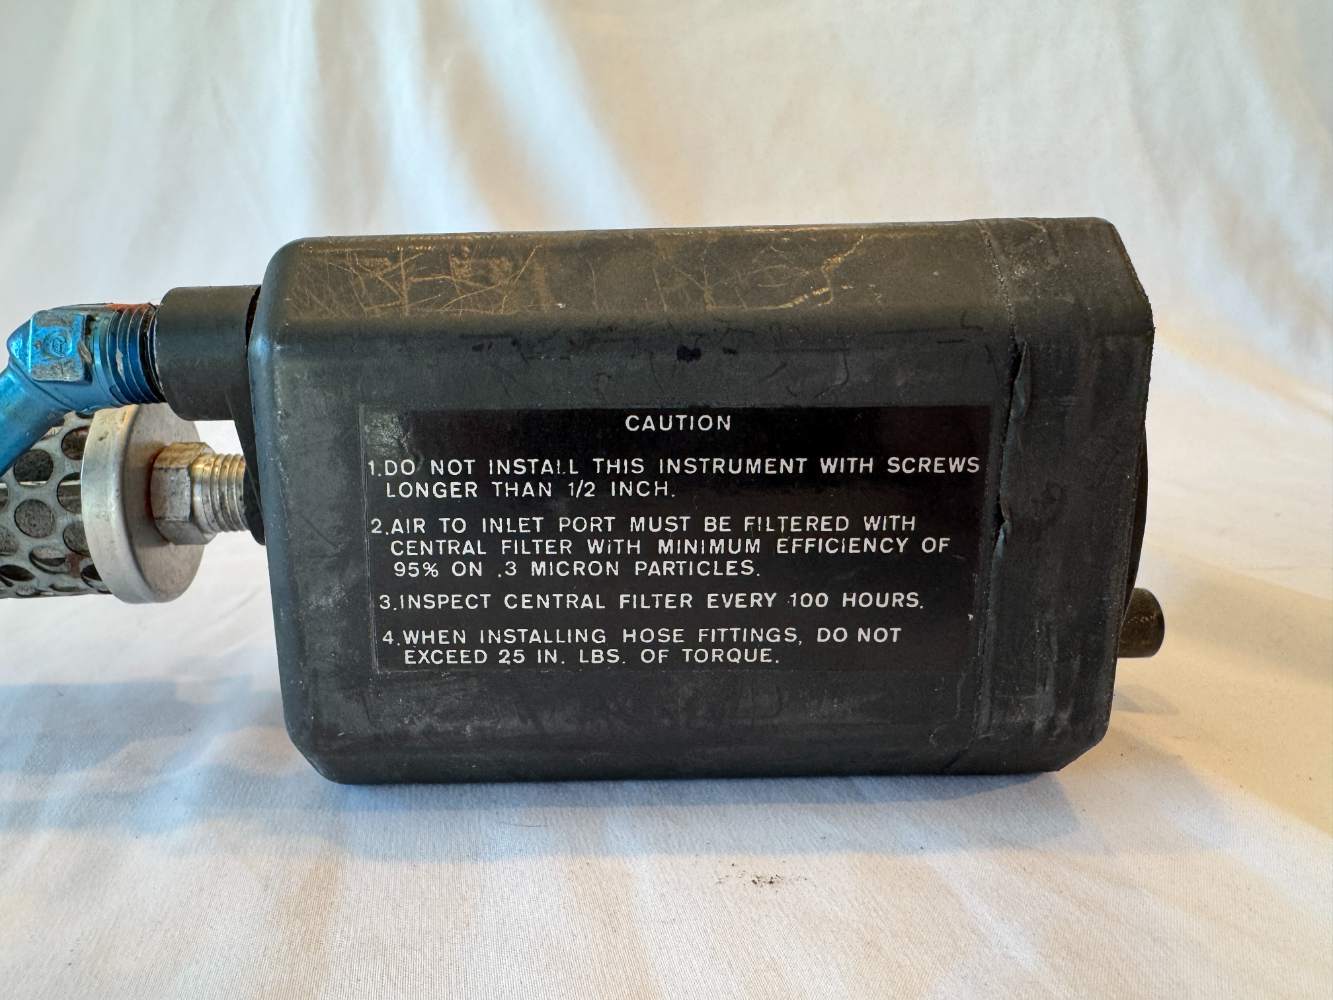 CAUTION
1.DO NOT INSTALL THIS INSTRUMENT WITH SCREWS
LONGER THAN 1/2 INCH.
2.AIR TO INLET PORT MUST BE FILTERED WITH
CENTRAL FILTER WiTH MINIMUM EFFICIENCY OF
95% ON .3 MICRON PARTICLES.
3.INSPECT CENTRAL FILTER EVERY 100 HOURS.
4.WHEN INSTALLING HOSE FITTINGS, DO NOT
EXCEED 25 IN. LBS. OF TORQUE.